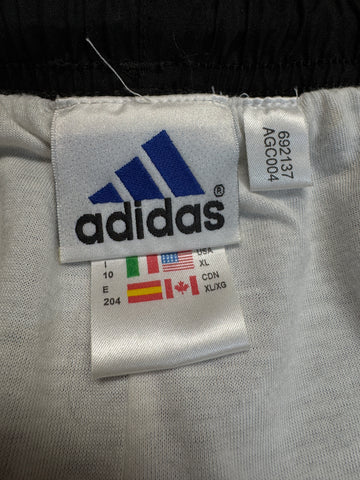 adidas®
692137
AGC004
I USA
10 XL
E CDN
204 XL/XG